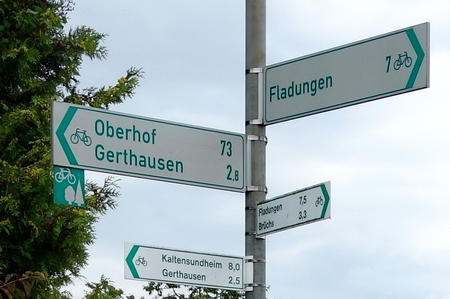 Fladungen 7
Oberhof 73
Gerthausen 2,8
Fladungen 7,5
Brüchs 3,3
Kaltensundheim 8,0
Gerthausen 2,5